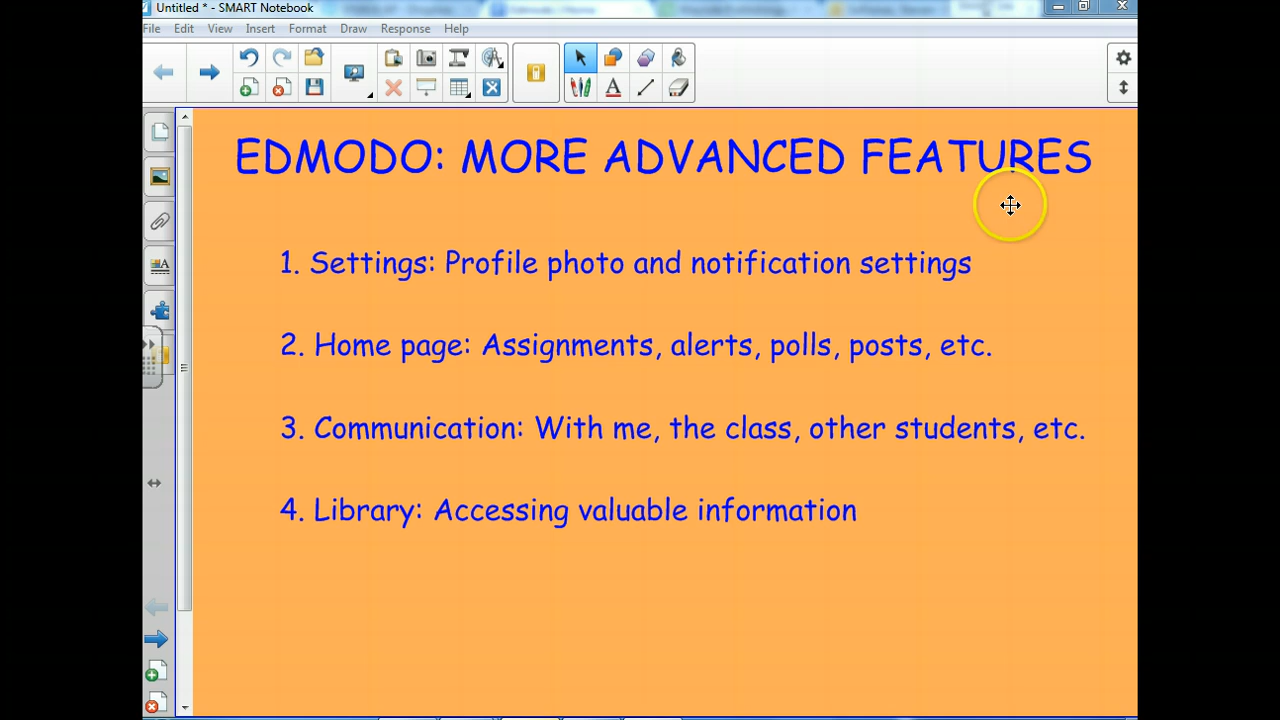 Untitled * - SMART Notebook
File Edit View Insert Format Draw Response Help
EDMODO: MORE ADVANCED FEATURES
1. Settings: Profile photo and notification settings
2. Home page: Assignments, alerts, polls, posts, etc.
3. Communication: With me, the class, other students, etc.
4. Library: Accessing valuable information